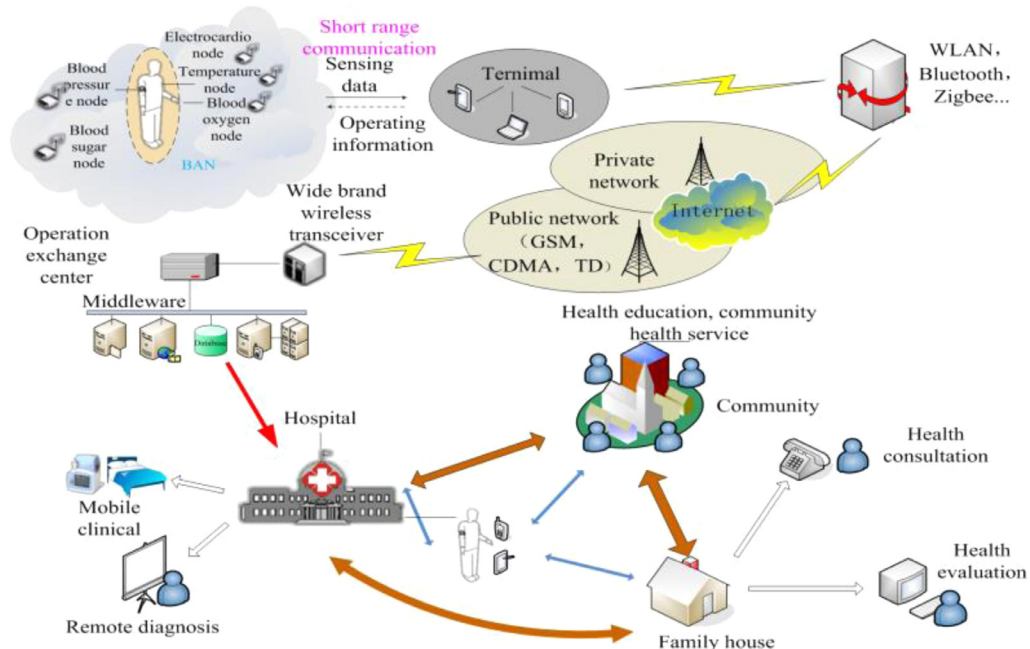 Electrocardio
node
Short range
communication
Blood
pressur
e node
Temperature
node
Blood
oxygen
node
Blood
sugar
node
BAN
Sensing
data
Operating
information
Ternimal
WLAN，
Bluetooth，
Zigbee...
Private
network
Internet
Public network
（GSM，
CDMA，TD）
Wide brand
wireless
transceiver
Operation
exchange
center
Middleware
Health education, community
health service
Community
Hospital
Health
consultation
Mobile
clinical
Health
evaluation
Remote diagnosis
Family house